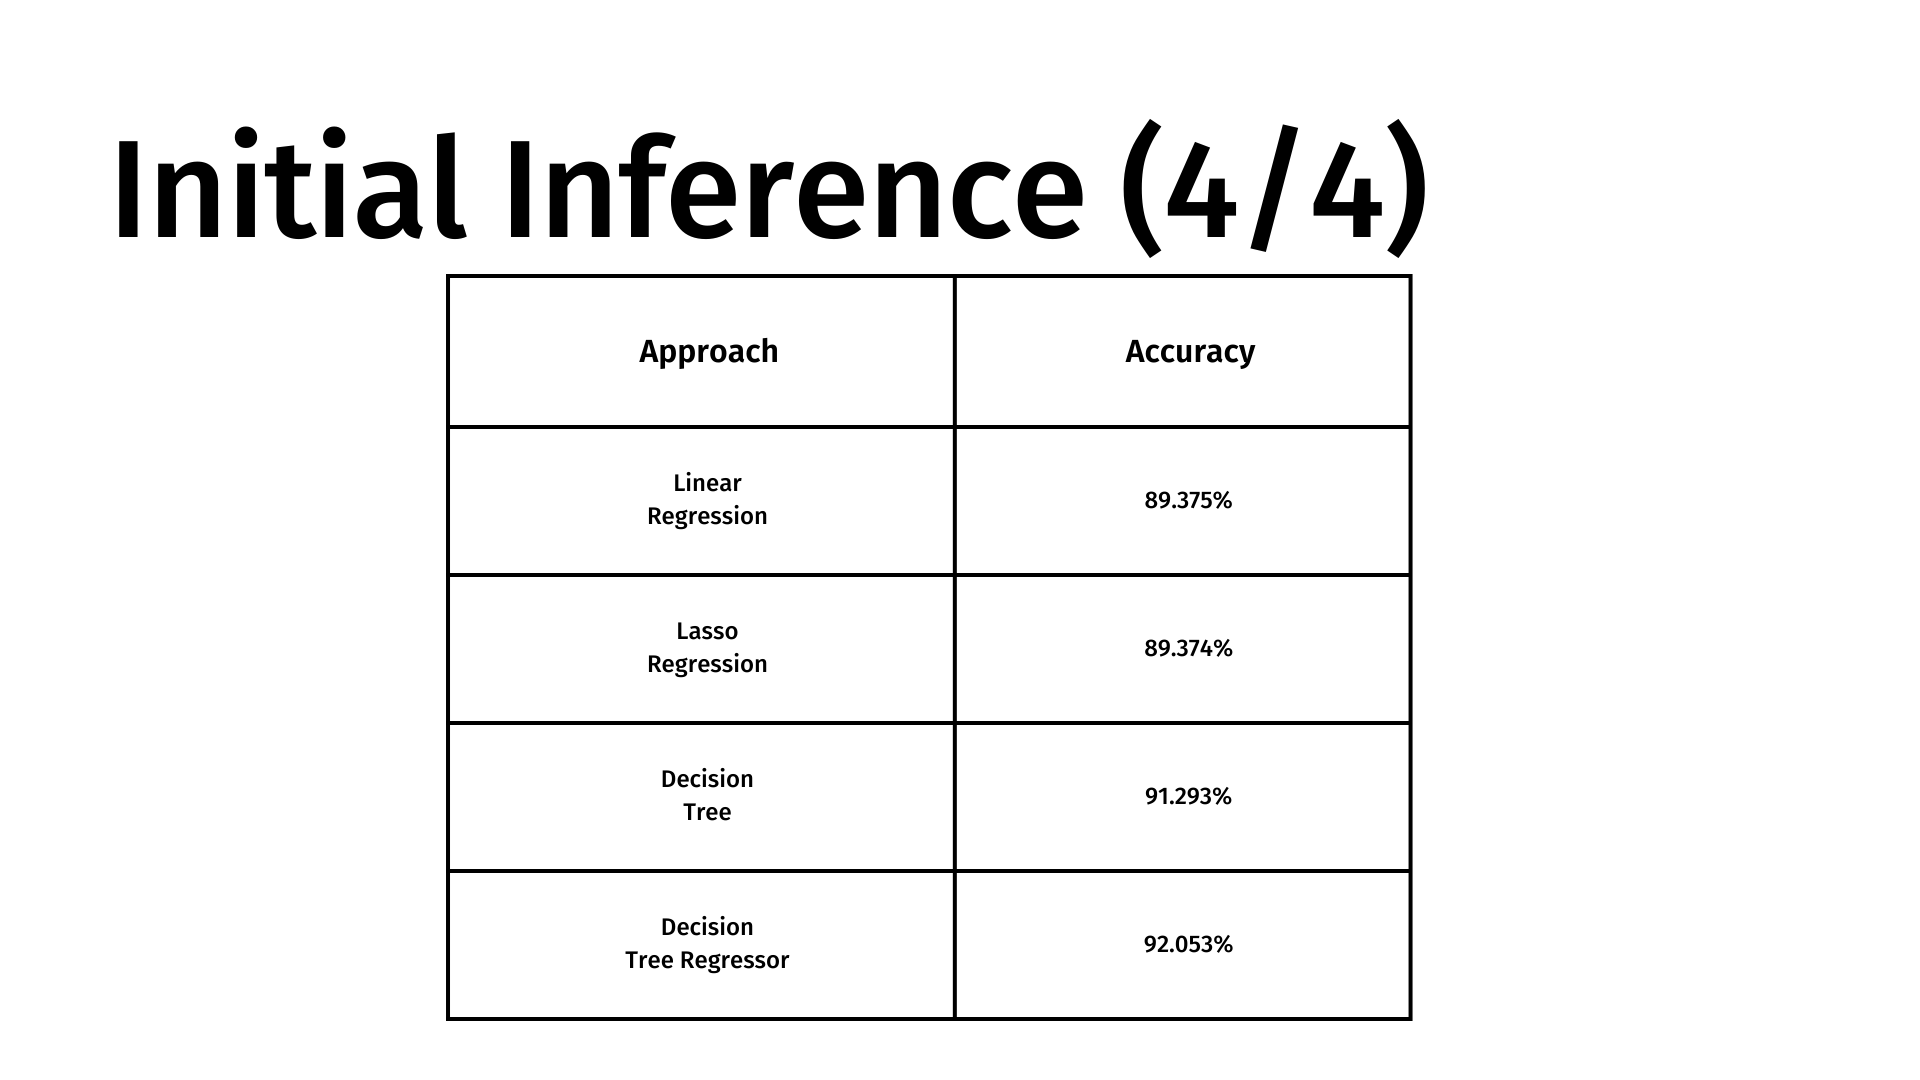 Initial Inference (4/4)
Approach
Accuracy
Linear
Regression
89.375%
Lasso
Regression
89.374%
Decision
Tree
91.293%
Decision
Tree Regressor
92.053%